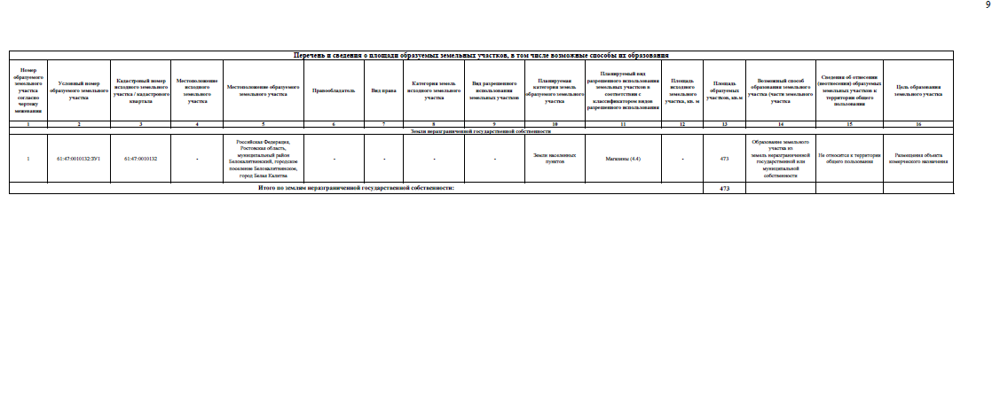 9
Перечень и сведения о площади образуемых земельных участков, в том числе возможные способы их образования
Номер
образуемого
земельного
участка
согласно
чертежу
межевания
Условный номер
образуемого земельного
участка
Кадастровый номер
исходного земельного
участка / кадастрового
квартала
Местоположение
исходного
земельного
участка
Местоположение образуемого
земельного участка
Правообладатель
Вид права
Категория земель
исходного земельного
участка
Вид разрешенного
использования
земельных участков
Планируемая
категория земель
образуемого земельного
участка
Планируемый вид
разрешенного использования
земельных участков в
соответствии с
классификатором видов
разрешенного использования
Площадь
исходного
земельного
участка, кв. м
Площадь
образуемых
участков, кв.м
Возможный способ
образования земельного
участка (части земельного
участка
Сведения об отнесении
(неотнесении) образуемых
земельных участков к
территории общего
пользования
Цель образования
земельного участка
1 2 3 4 5 6 7 8 9 10 11 12 13 14 15 16
Земли неразграниченной государственной собственности
1
61:47:0010132:ЗУ1
61:47:0010132
-
Российская Федерация,
Ростовская область,
муниципальный район
Белокалитвинский, городское
поселение Белокалитвинское,
город Белая Калитва
-
-
-
-
Земли населенных
пунктов
Магазины (4.4)
-
473
Образование земельного
участка из
земель неразграниченной
государственной или
муниципальной
собственности
Не относится к территории
общего пользования
Размещения объекта
комерческого назначения
Итого по землям неразграниченной государственной собственности:
473